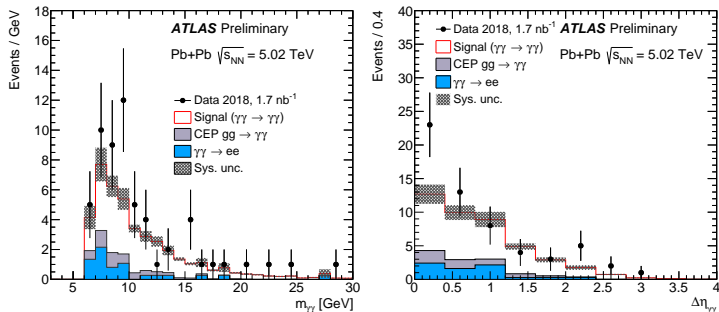 Events / GeV
18
16
14
12
10
8
6
4
2
0
ATLAS Preliminary
Pb+Pb √s_NN = 5.02 TeV
Data 2018, 1.7 nb⁻¹
Signal (γγ → γγ)
CEP gg → γγ
γγ → ee
Sys. unc.
5 10 15 20 25 30
m_γγ [GeV]
Events / 0.4
40
35
30
25
20
15
10
5
0
ATLAS Preliminary
Data 2018, 1.7 nb⁻¹
Signal (γγ → γγ)
Pb+Pb √s_NN = 5.02 TeV
CEP gg → γγ
γγ → ee
Sys. unc.
0 0.5 1 1.5 2 2.5 3 3.5 4
Δη_γγ